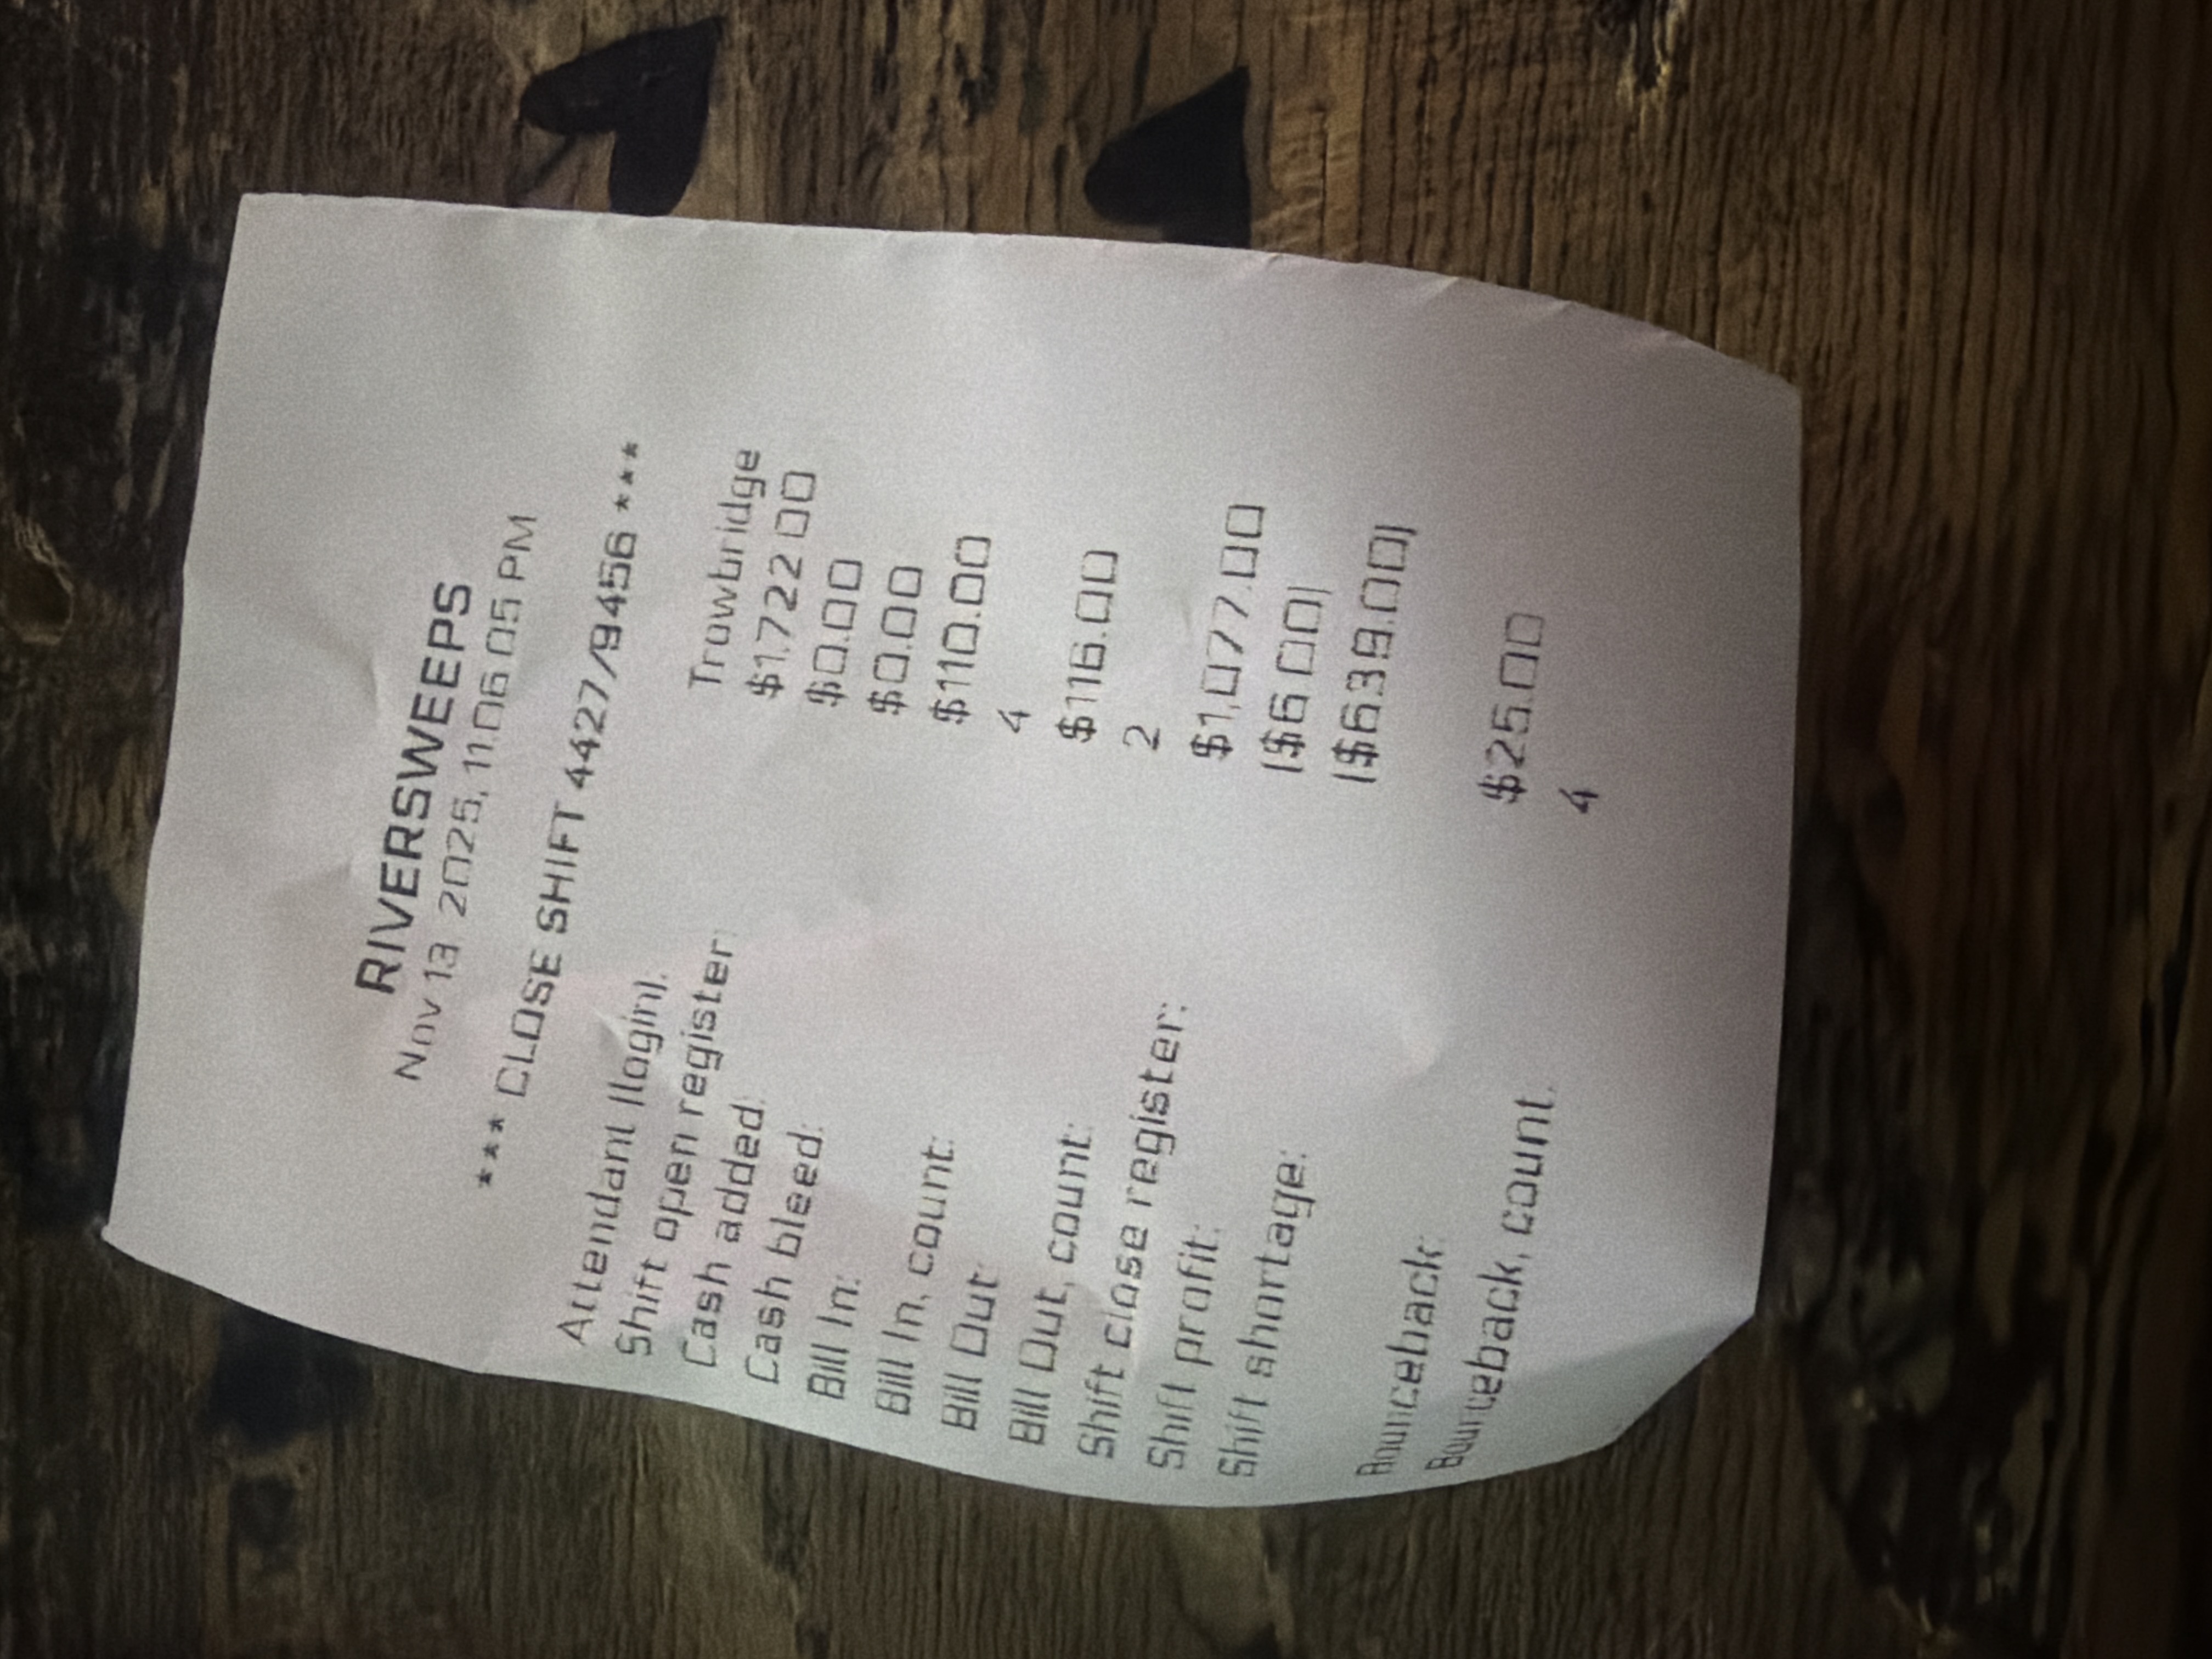 RIVERSWEEPS
Nov 13, 2025, 11:06:05 PM
*** CLOSE SHIFT 4427/9456 ***
Attendant (login): Trowbridge
Shift open register: $1,722.00
Cash added: $0.00
Cash bleed: $0.00
Bill In: $110.00
Bill In, count: 4
Bill Out: $116.00
Bill Out, count: 2
Shift close register: $1,077.00
Shift profit: ($6.00)
Shift shortage: ($639.00)
Bounceback: $25.00
Bounceback, count: 4